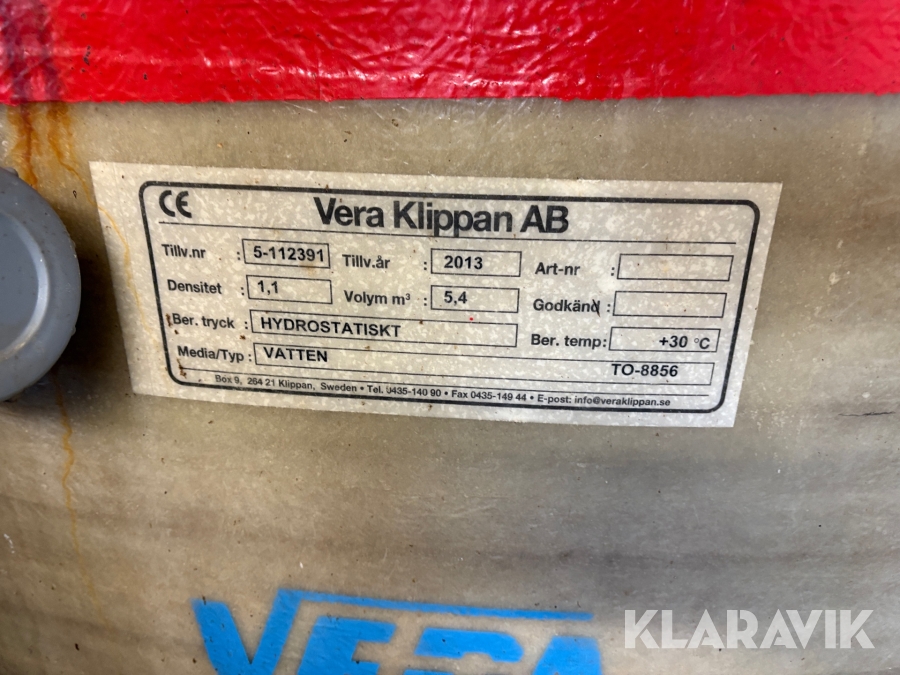 CE Vera Klippan AB
Tillv.nr : 5-112391 Tillv.år : 2013 Art-nr :
Densitet : 1,1 Volym m³ : 5,4 Godkänd :
Ber. tryck : HYDROSTATISKT Ber. temp: +30 °C
Media/Typ : VATTEN TO-8856
Box 9, 264 21 Klippan, Sweden • Tel. 0435-140 90 • Fax 0435-149 44 • E-post: info@veraklippan.se
VERA
KLARAVIK